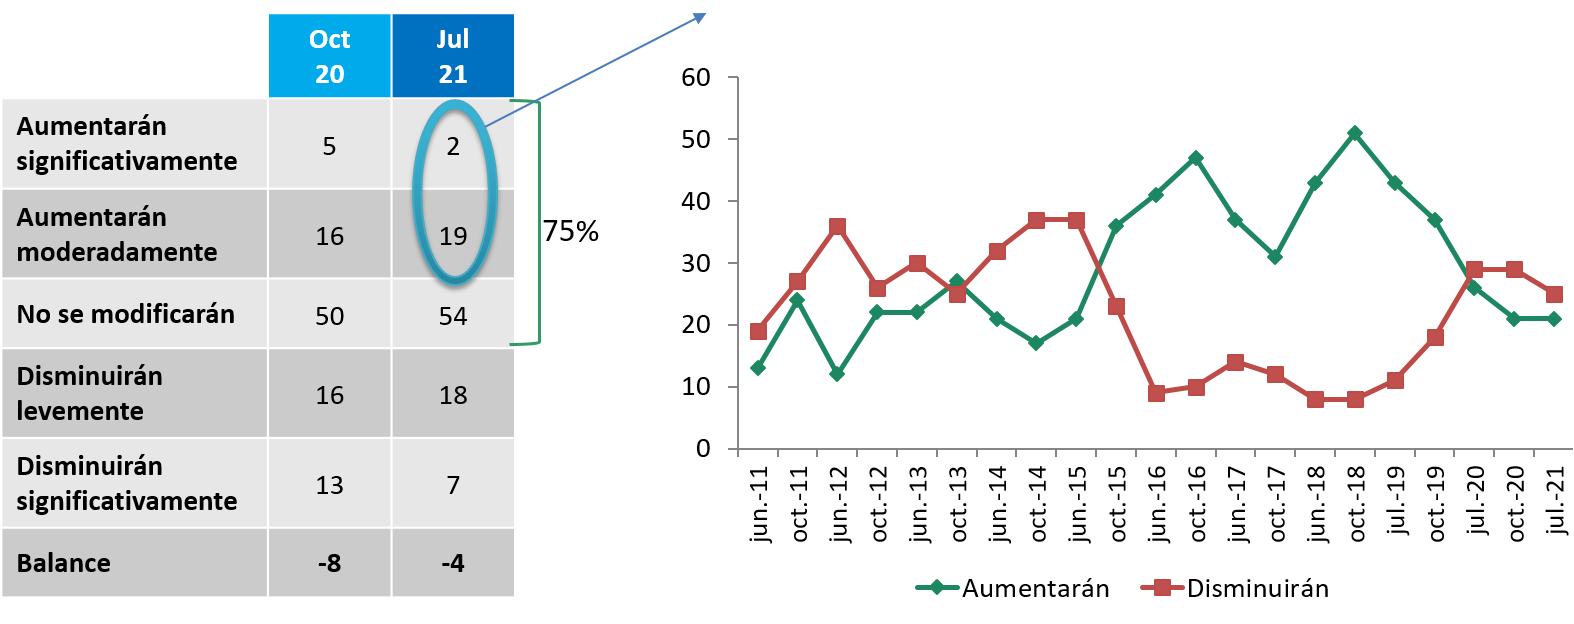 Oct
20
Jul
21
Aumentarán
significativamente
5
2
Aumentarán
moderadamente
16
19
No se modificarán
50
54
Disminuirán
levemente
16
18
Disminuirán
significativamente
13
7
Balance
-8
-4
75%
60
50
40
30
20
10
0
jun.-11
oct.-11
jun.-12
oct.-12
jun.-13
oct.-13
jun.-14
oct.-14
jun.-15
oct.-15
jun.-16
oct.-16
jun.-17
oct.-17
jun.-18
oct.-18
jul.-19
oct.-19
jul.-20
oct.-20
jul.-21
Aumentarán
Disminuirán